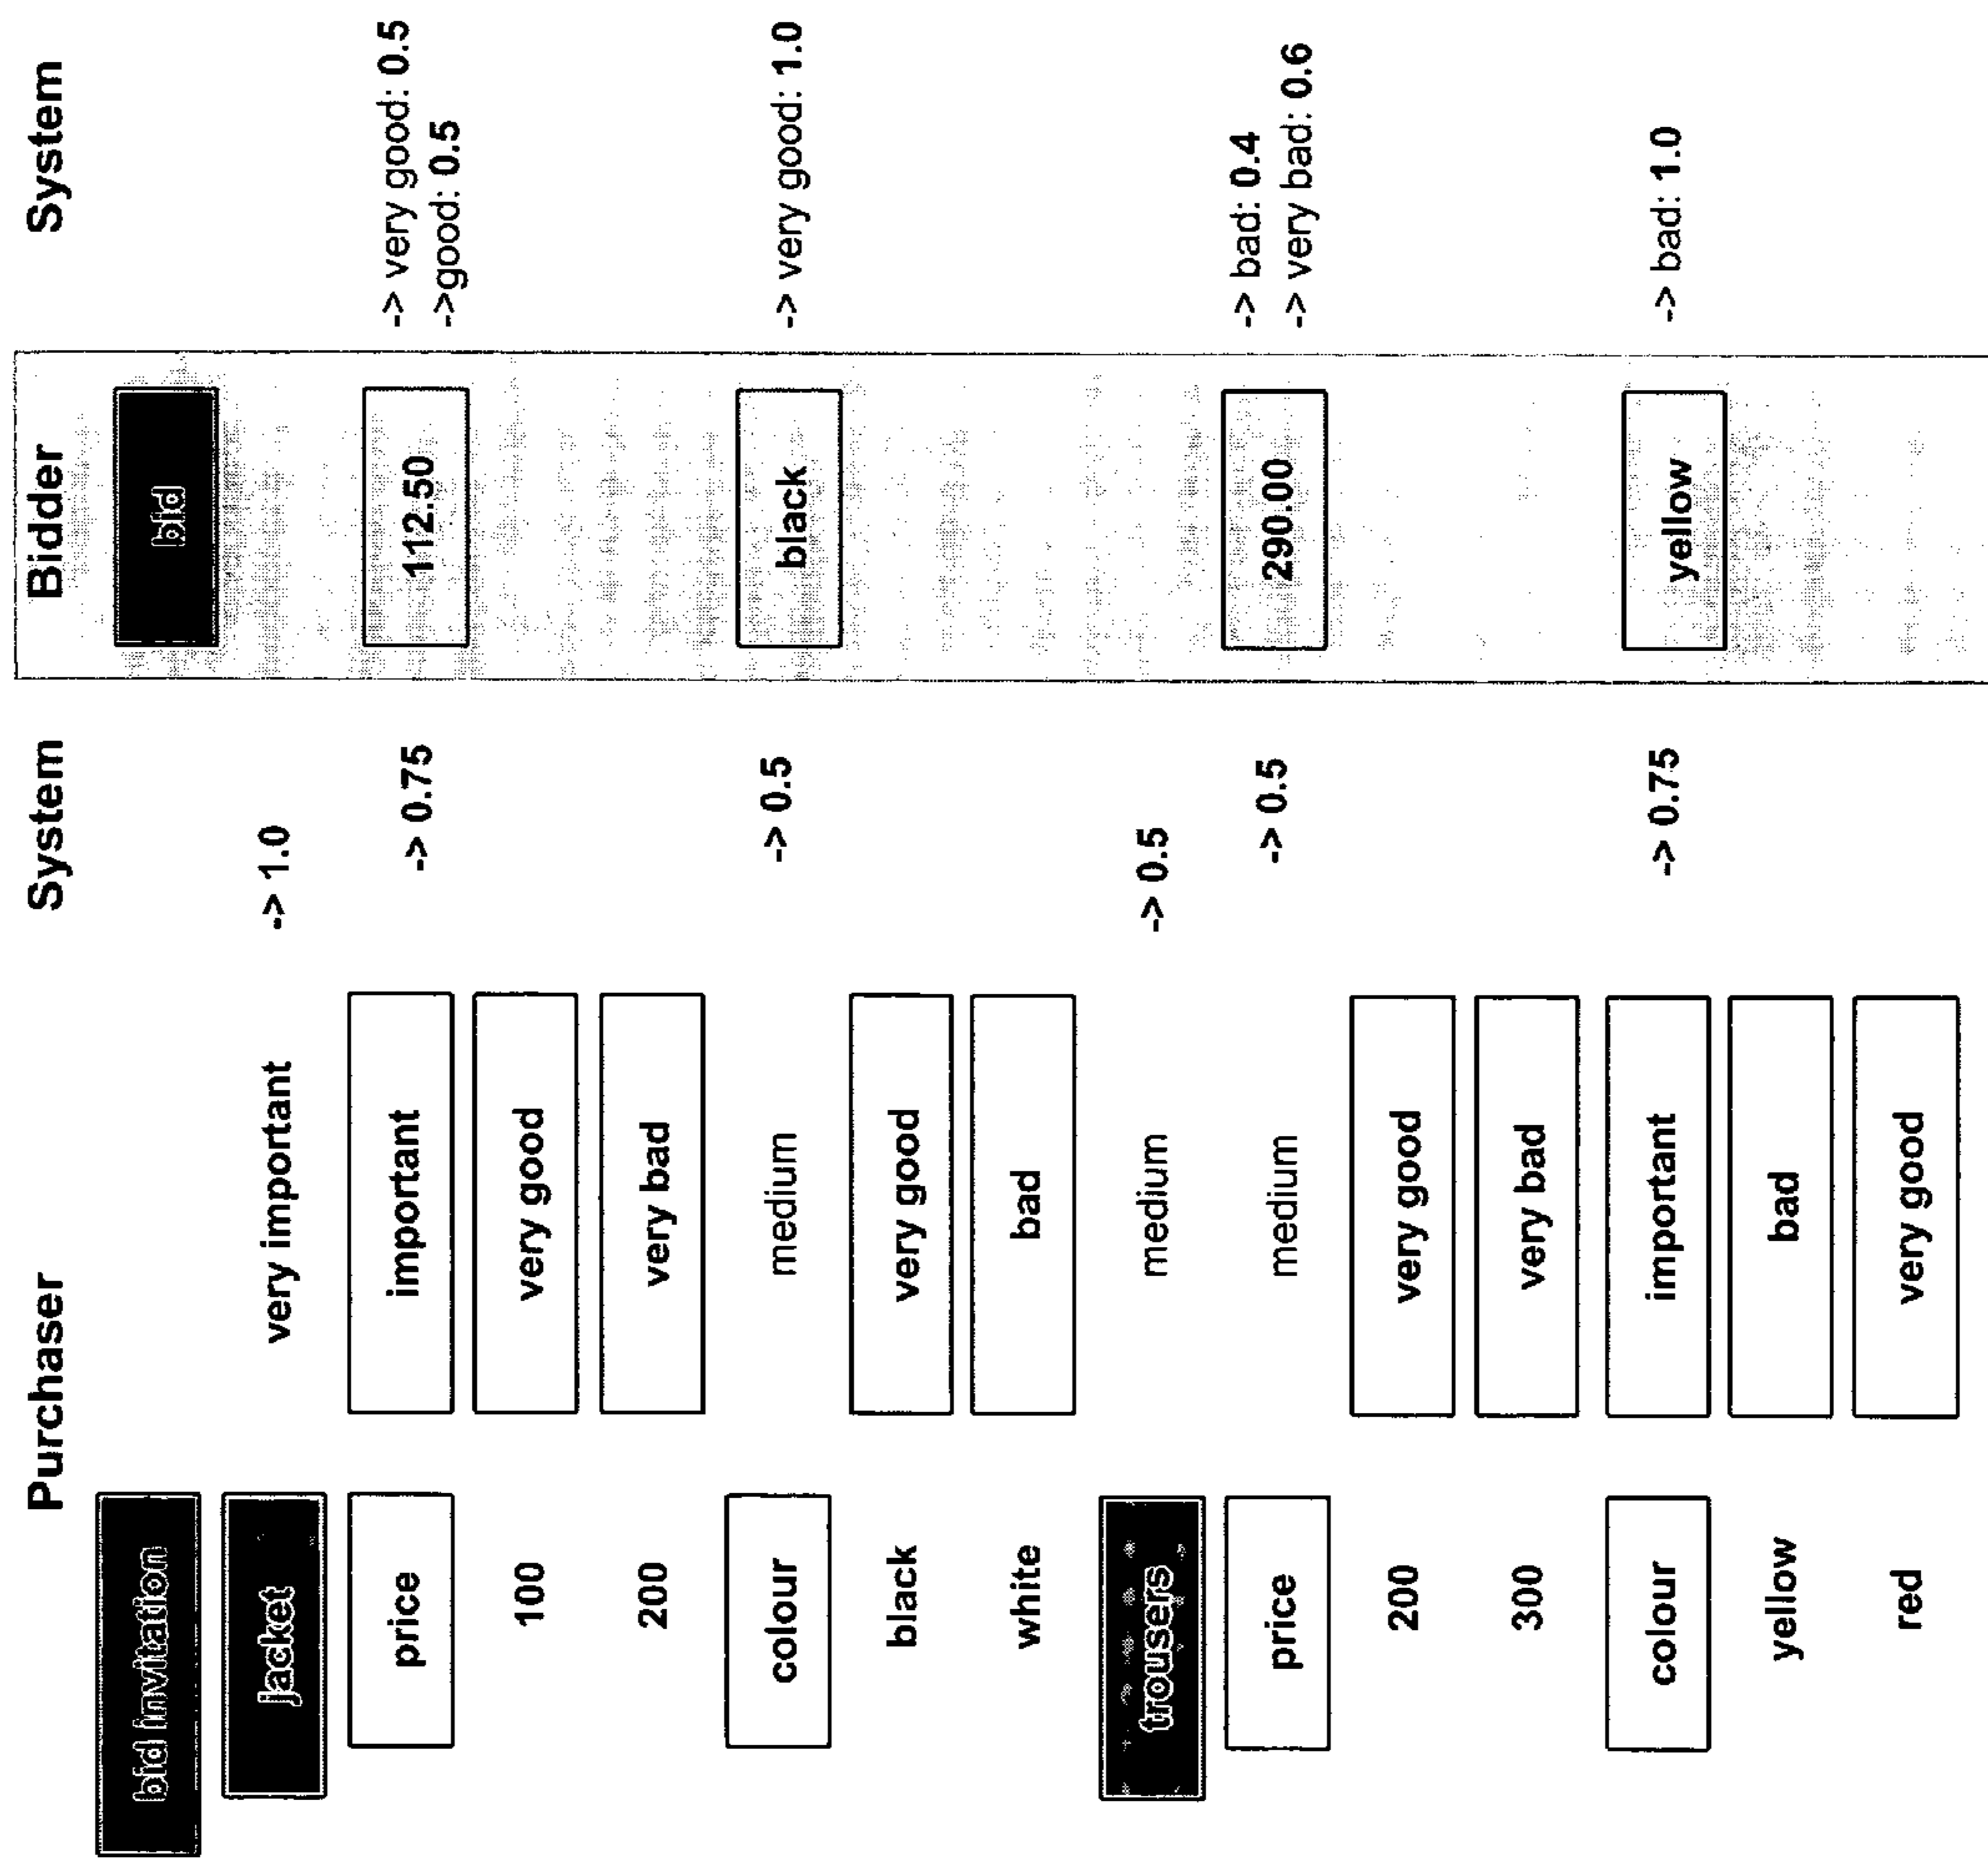 Purchaser System Bidder System
bid invitation bid
jacket very important -> 1.0
price important -> 0.75 112.50 -> very good: 0.5
->good: 0.5
100 very good
200 very bad
colour medium -> 0.5 black -> very good: 1.0
black very good
white bad
trousers medium -> 0.5
price medium -> 0.5 290.00 -> bad: 0.4
-> very bad: 0.6
200 very good
300 very bad
colour important -> 0.75 yellow -> bad: 1.0
yellow bad
red very good